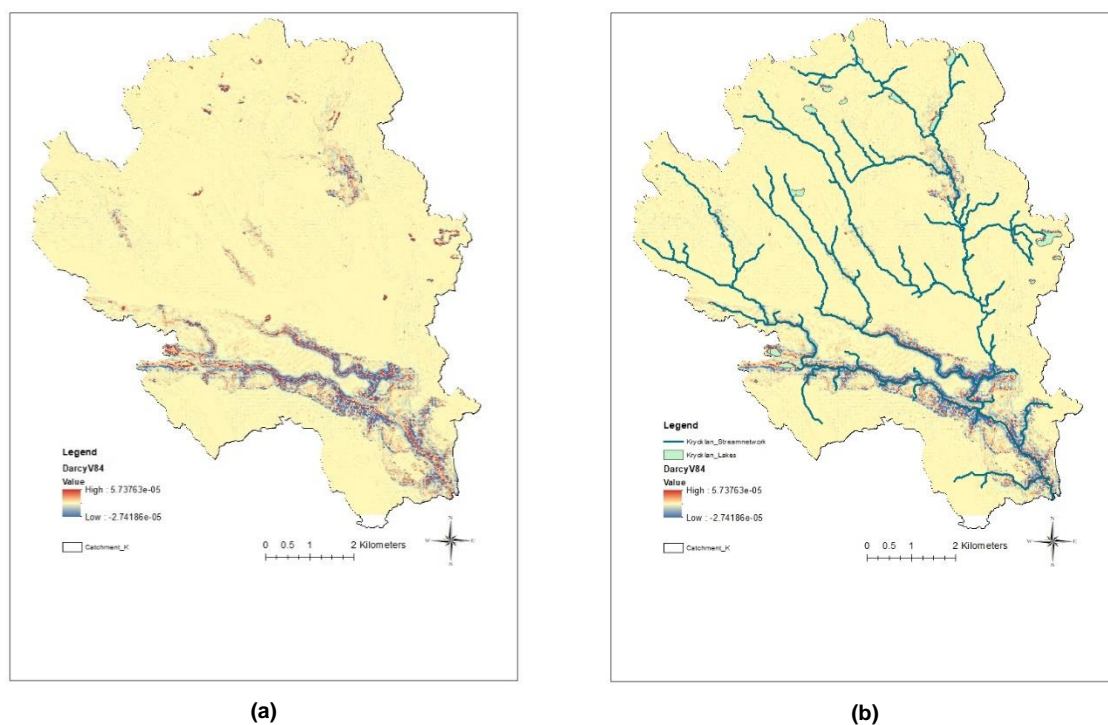 Legend
DarcyV84
Value
High : 5.73763e-05
Low : -2.74186e-05
Catchment_K
0 0.5 1 2 Kilometers
N
W E
(a)
Legend
Krycklan_Streamnetwork
Krycklan_Lakes
DarcyV84
Value
High : 5.73763e-05
Low : -2.74186e-05
Catchment_K
0 0.5 1 2 Kilometers
N
W E
(b)